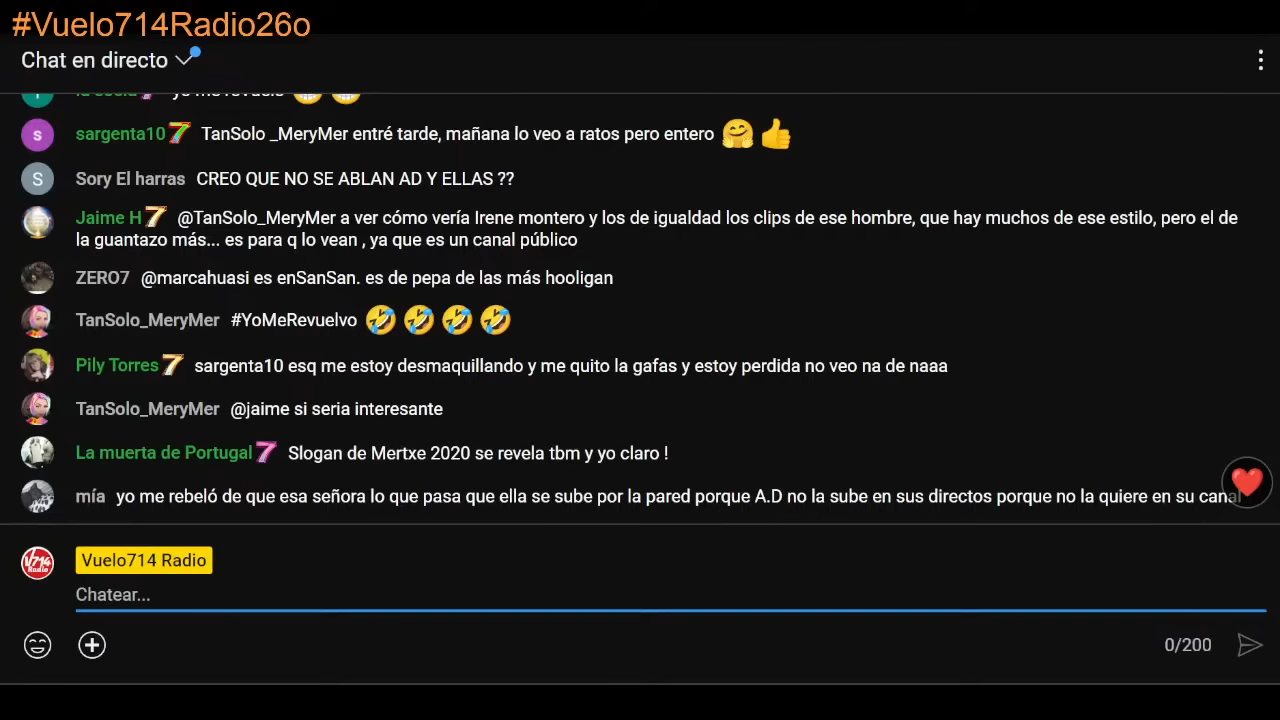 #Vuelo714Radio26o
Chat en directo
sargenta10 TanSolo _MeryMer entré tarde, mañana lo veo a ratos pero entero
Sory El harras CREO QUE NO SE ABLAN AD Y ELLAS ??
Jaime H @TanSolo_MeryMer a ver cómo vería Irene montero y los de igualdad los clips de ese hombre, que hay muchos de ese estilo, pero el de
la guantazo más... es para q lo vean , ya que es un canal público
ZERO7 @marcahuasi es enSanSan. es de pepa de las más hooligan
TanSolo_MeryMer #YoMeRevuelvo
Pily Torres sargenta10 esq me estoy desmaquillando y me quito la gafas y estoy perdida no veo na de naaa
TanSolo_MeryMer @jaime si seria interesante
La muerta de Portugal Slogan de Mertxe 2020 se revela tbm y yo claro !
mía yo me rebeló de que esa señora lo que pasa que ella se sube por la pared porque A.D no la sube en sus directos porque no la quiere en su canal
V714 Radio
Vuelo714 Radio
Chatear...
0/200